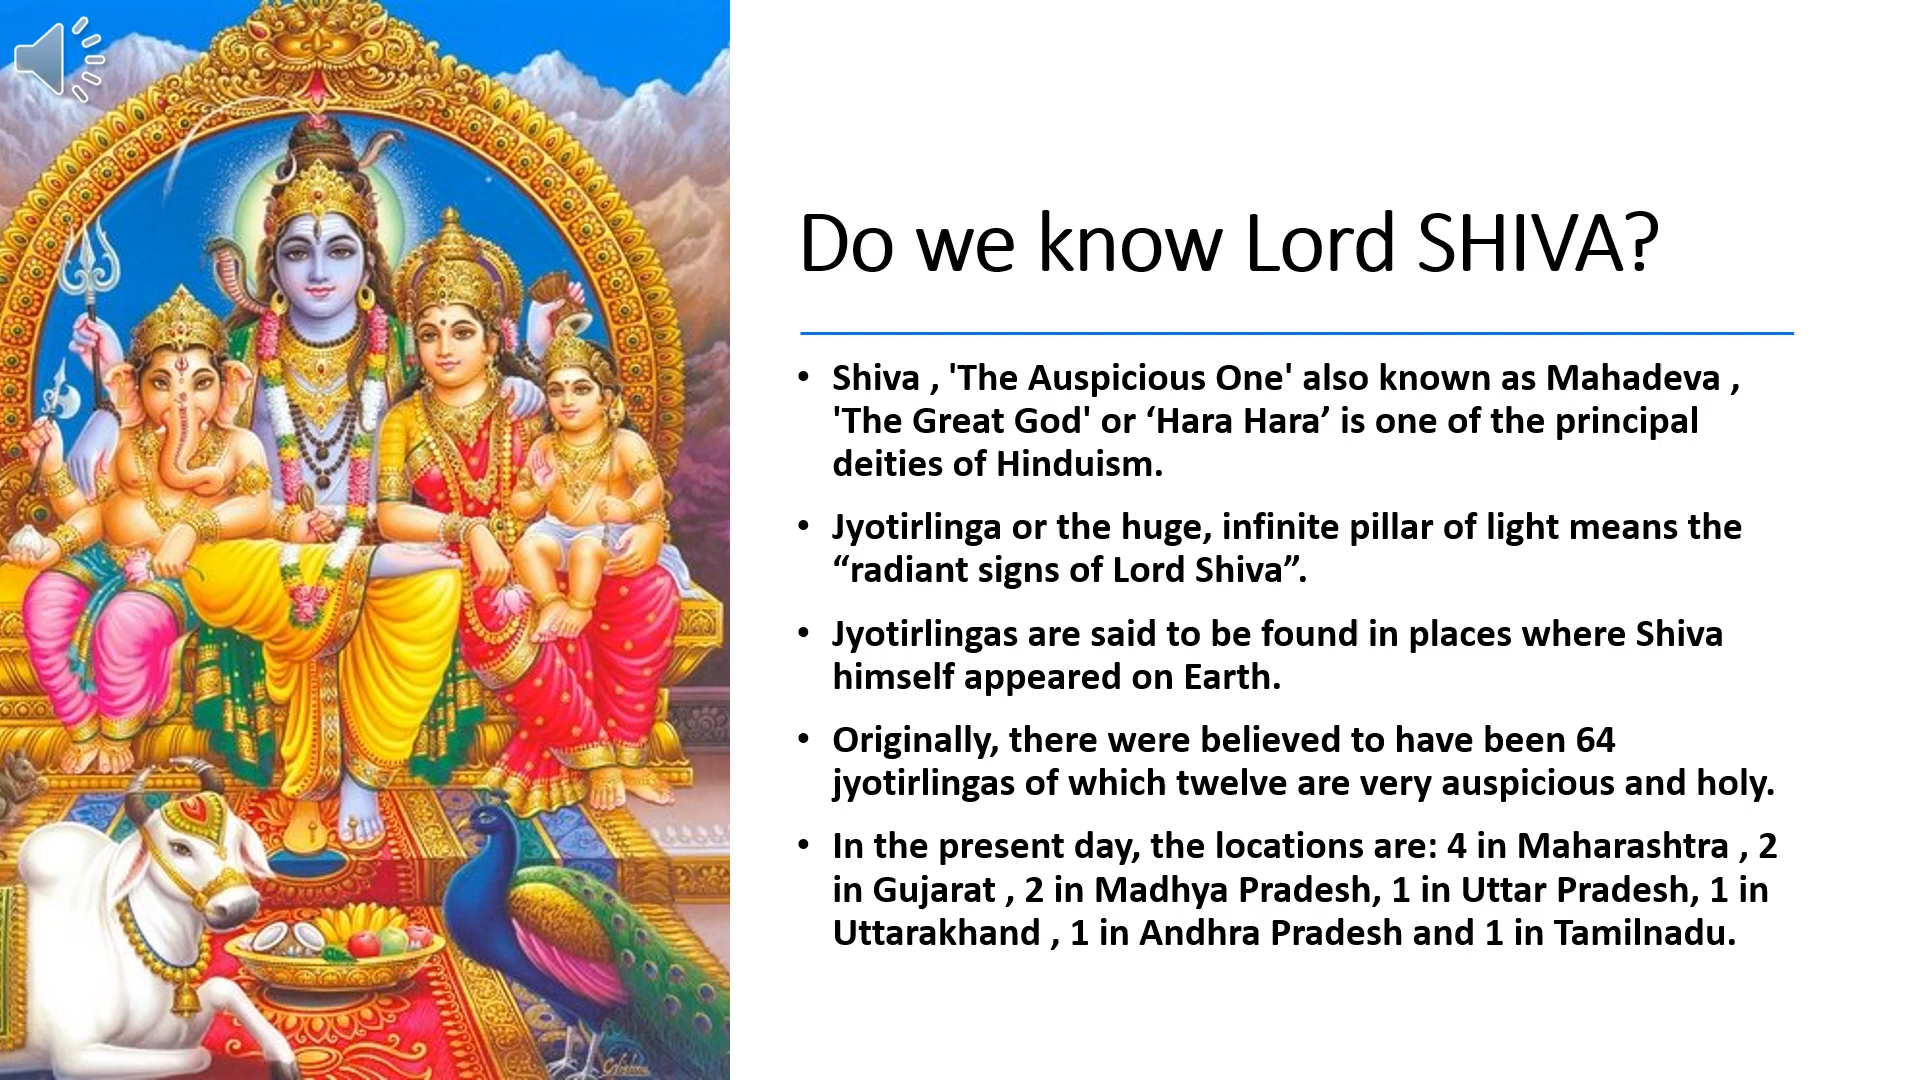 Do we know Lord SHIVA?
• Shiva , 'The Auspicious One' also known as Mahadeva ,
'The Great God' or ‘Hara Hara’ is one of the principal
deities of Hinduism.
• Jyotirlinga or the huge, infinite pillar of light means the
“radiant signs of Lord Shiva”.
• Jyotirlingas are said to be found in places where Shiva
himself appeared on Earth.
• Originally, there were believed to have been 64
jyotirlingas of which twelve are very auspicious and holy.
• In the present day, the locations are: 4 in Maharashtra , 2
in Gujarat , 2 in Madhya Pradesh, 1 in Uttar Pradesh, 1 in
Uttarakhand , 1 in Andhra Pradesh and 1 in Tamilnadu.